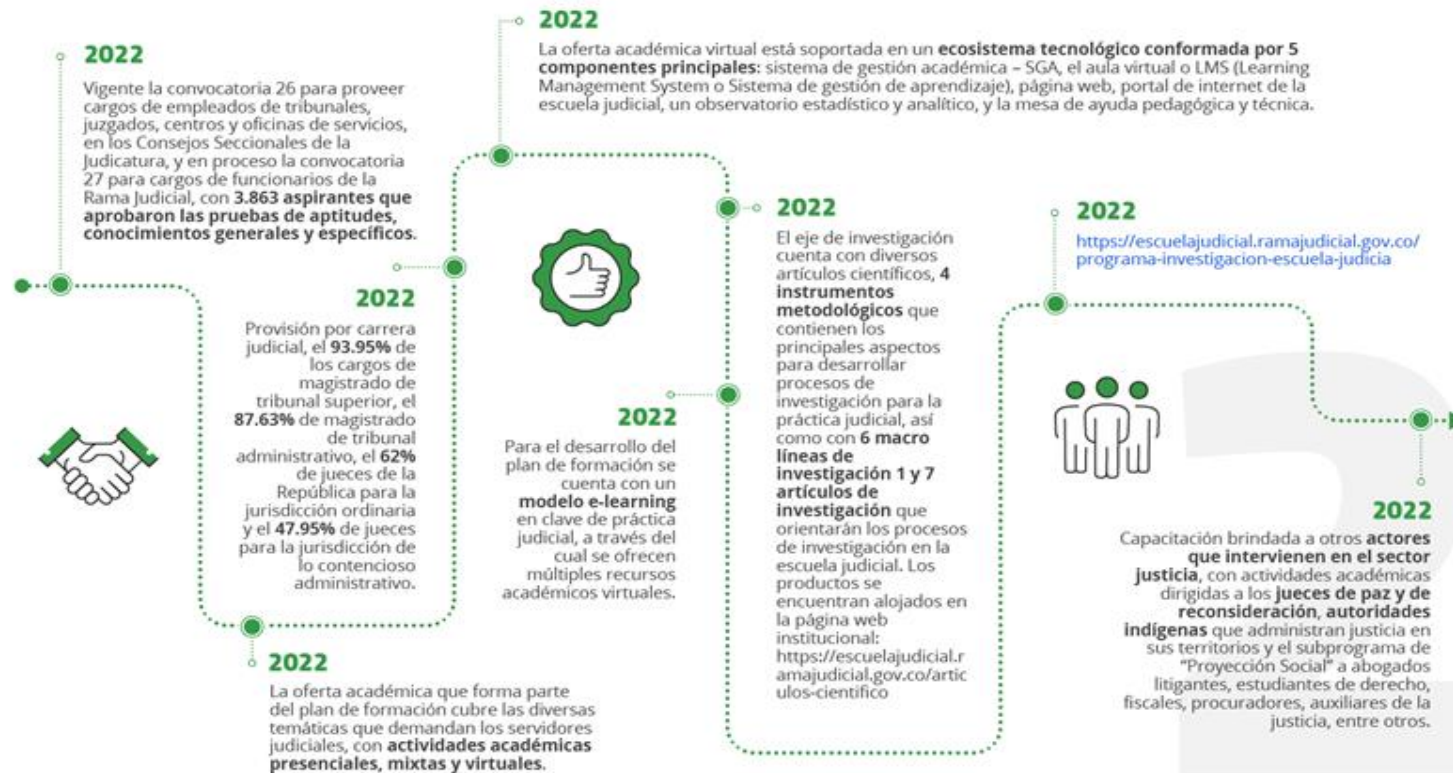 2022
Vigente la convocatoria 26 para proveer
cargos de empleados de tribunales,
juzgados, centros y oficinas de servicios,
en los Consejos Seccionales de la
Judicatura, y en proceso la convocatoria
27 para cargos de funcionarios de la
Rama Judicial, con 3.863 aspirantes que
aprobaron las pruebas de aptitudes,
conocimientos generales y específicos.
2022
Provisión por carrera
judicial, el 93.95% de
los cargos de
magistrado de
tribunal superior, el
87.63% de magistrado
de tribunal
administrativo, el 62%
de jueces de la
República para la
jurisdicción ordinaria
y el 47.95% de jueces
para la jurisdicción de
lo contencioso
administrativo.
2022
La oferta académica que forma parte
del plan de formación cubre las diversas
temáticas que demandan los servidores
judiciales, con actividades académicas
presenciales, mixtas y virtuales.
2022
La oferta académica virtual está soportada en un ecosistema tecnológico conformada por 5
componentes principales: sistema de gestión académica – SGA, el aula virtual o LMS (Learning
Management System o Sistema de gestión de aprendizaje), página web, portal de internet de la
escuela judicial, un observatorio estadístico y analítico, y la mesa de ayuda pedagógica y técnica.
2022
Para el desarrollo del
plan de formación se
cuenta con un
modelo e-learning
en clave de práctica
judicial, a través del
cual se ofrecen
múltiples recursos
académicos virtuales.
2022
El eje de investigación
cuenta con diversos
artículos científicos, 4
instrumentos
metodológicos que
contienen los
principales aspectos
para desarrollar
procesos de
investigación para la
práctica judicial, así
como con 6 macro
líneas de
investigación 1 y 7
artículos de
investigación que
orientarán los procesos
de investigación en la
escuela judicial. Los
productos se
encuentran alojados en
la página web
institucional:
https://escuelajudicial.r
amajudicial.gov.co/artic
ulos-cientifico
2022
https://escuelajudicial.ramajudicial.gov.co/
programa-investigacion-escuela-judicia
2022
Capacitación brindada a otros actores
que intervienen en el sector
justicia, con actividades académicas
dirigidas a los jueces de paz y de
reconsideración, autoridades
indígenas que administran justicia en
sus territorios y el subprograma de
"Proyección Social" a abogados
litigantes, estudiantes de derecho,
fiscales, procuradores, auxiliares de la
justicia, entre otros.